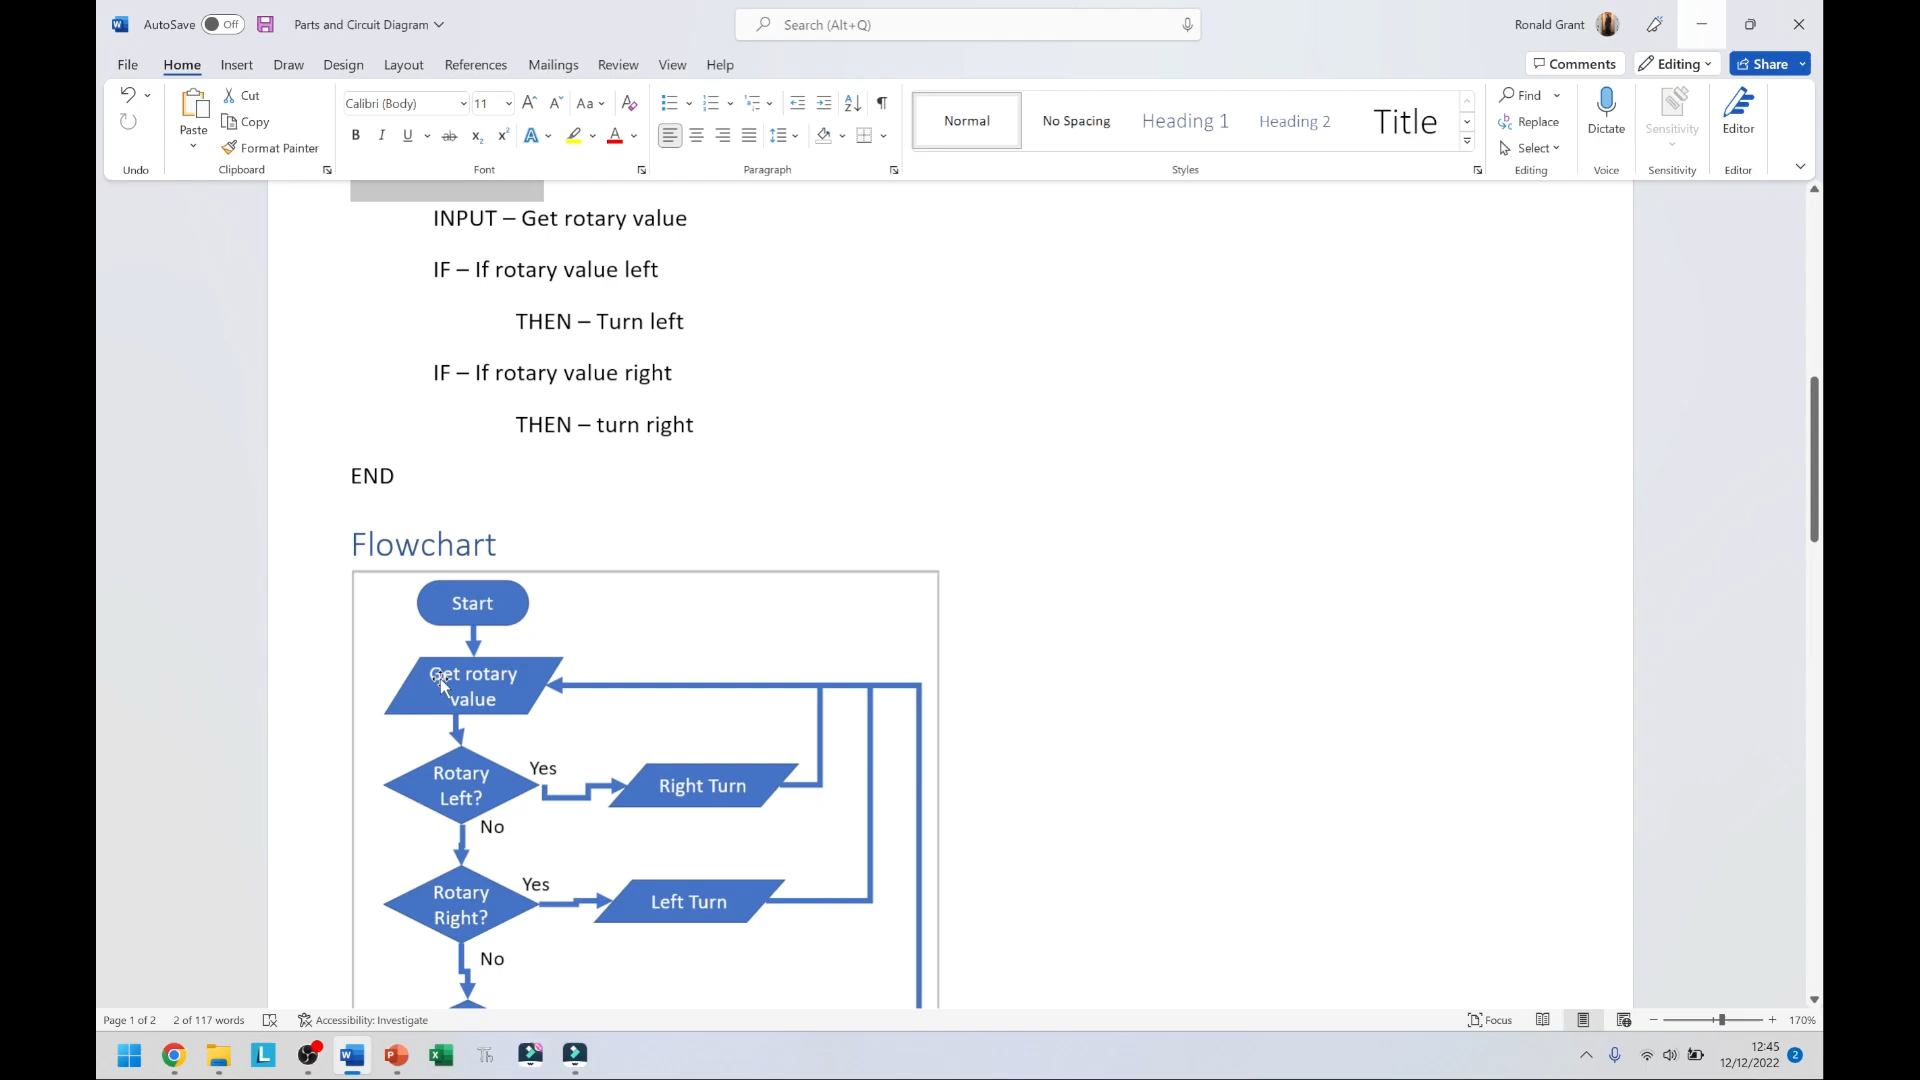 AutoSave Off Parts and Circuit Diagram Search (Alt+Q) Ronald Grant
File Home Insert Draw Design Layout References Mailings Review View Help Comments Editing Share
Cut Calibri (Body) 11 Aa Find
Paste Copy Normal No Spacing Heading 1 Heading 2 Title Replace Dictate Sensitivity Editor
Format Painter Select
Undo Clipboard Font Paragraph Styles Editing Voice Sensitivity Editor
INPUT – Get rotary value
IF – If rotary value left
THEN – Turn left
IF – If rotary value right
THEN – turn right
END
Flowchart
Start
Get rotary
value
Rotary
Left?
Yes
Right Turn
No
Rotary
Right?
Yes
Left Turn
No
Page 1 of 2 2 of 117 words Accessibility: Investigate Focus 170%
12:45
12/12/2022 2